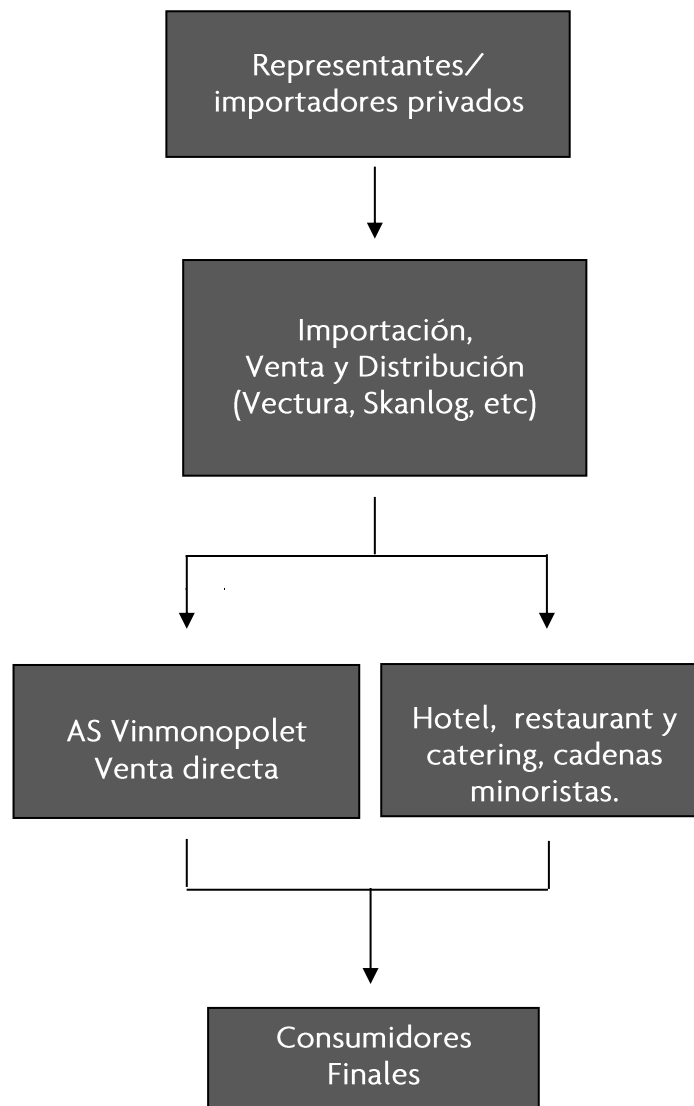 Representantes/
importadores privados
Importación,
Venta y Distribución
(Vectura, Skanlog, etc)
AS Vinmonopolet
Venta directa
Hotel, restaurant y
catering, cadenas
minoristas.
Consumidores
Finales